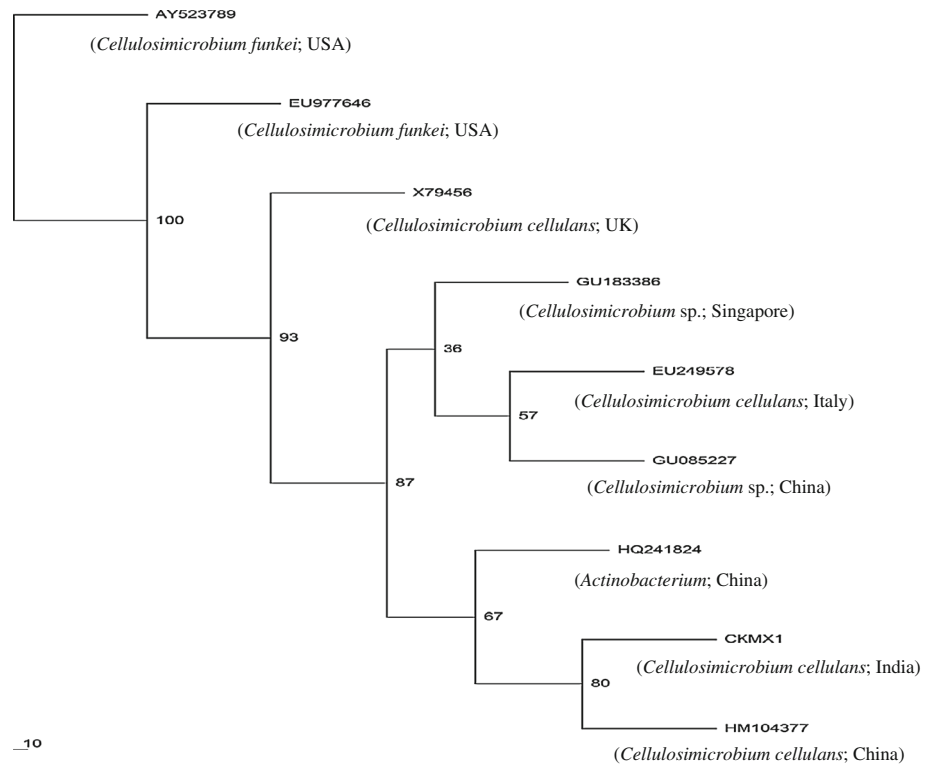 AY523789
(Cellulosimicrobium funkei; USA)
EU977646
(Cellulosimicrobium funkei; USA)
X79456
100
(Cellulosimicrobium cellulans; UK)
GU183386
(Cellulosimicrobium sp.; Singapore)
93
36
EU249578
(Cellulosimicrobium cellulans; Italy)
57
GU085227
87
(Cellulosimicrobium sp.; China)
HQ241824
(Actinobacterium; China)
67
CKMX1
(Cellulosimicrobium cellulans; India)
80
HM104377
10
(Cellulosimicrobium cellulans; China)